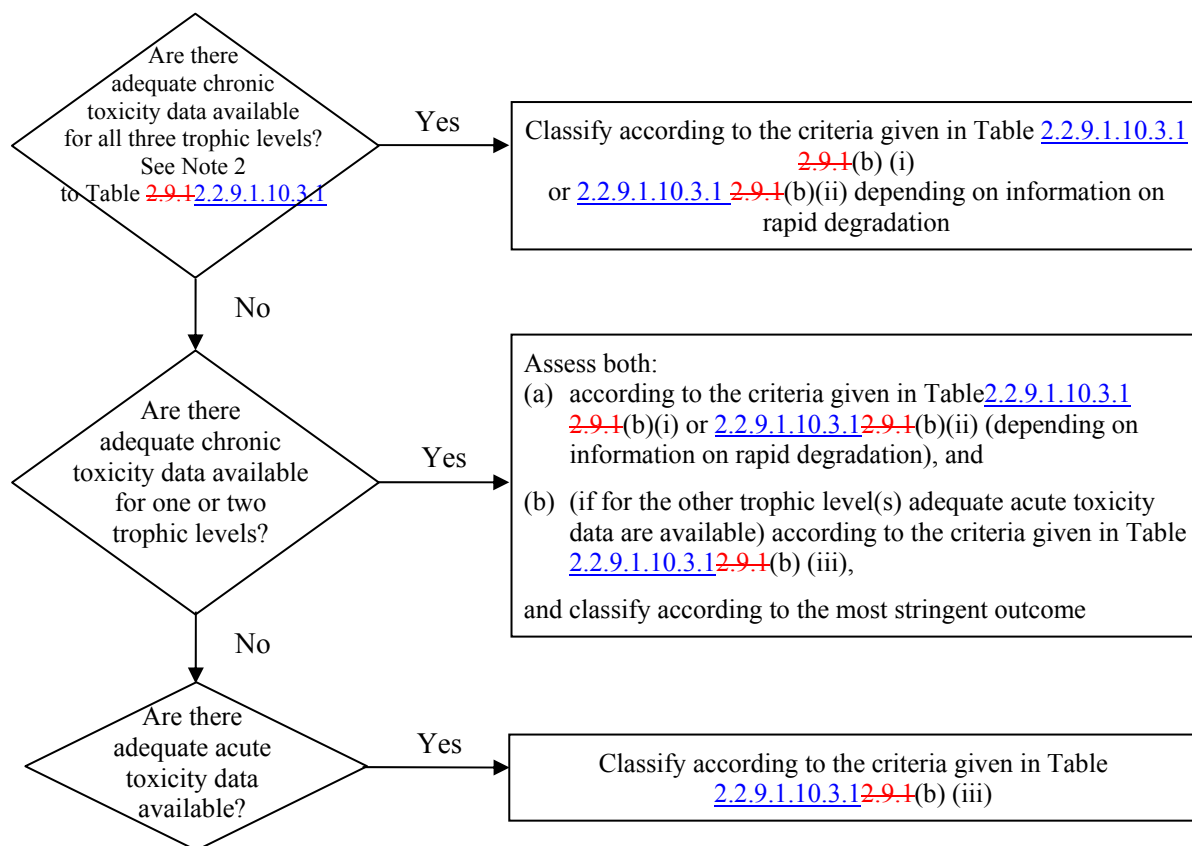 Are there
adequate chronic
toxicity data available
for all three trophic levels?
See Note 2
to Table 2.9.12.2.9.1.10.3.1
Yes
Classify according to the criteria given in Table 2.2.9.1.10.3.1
2.9.1(b) (i)
or 2.2.9.1.10.3.1 2.9.1(b)(ii) depending on information on
rapid degradation
No
Are there
adequate chronic
toxicity data available
for one or two
trophic levels?
Yes
Assess both:
(a) according to the criteria given in Table2.2.9.1.10.3.1
2.9.1(b)(i) or 2.2.9.1.10.3.12.9.1(b)(ii) (depending on
information on rapid degradation), and
(b) (if for the other trophic level(s) adequate acute toxicity
data are available) according to the criteria given in Table
2.2.9.1.10.3.12.9.1(b) (iii),
and classify according to the most stringent outcome
No
Are there
adequate acute
toxicity data
available?
Yes
Classify according to the criteria given in Table
2.2.9.1.10.3.12.9.1(b) (iii)